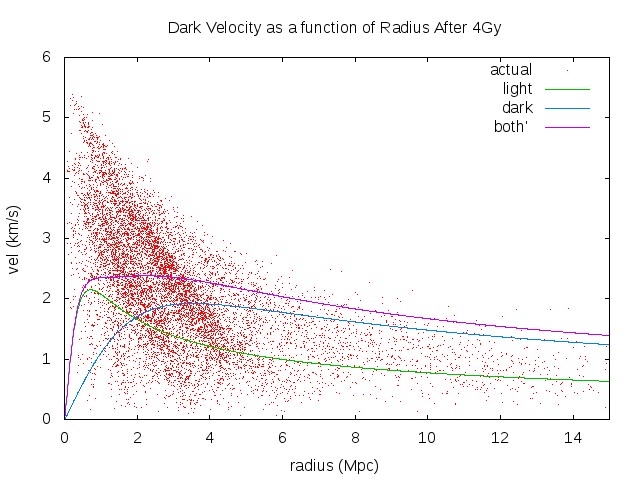 Dark Velocity as a function of Radius After 4Gy
actual
light
dark
both'
6
5
4
3
2
1
0
vel (km/s)
0 2 4 6 8 10 12 14
radius (Mpc)